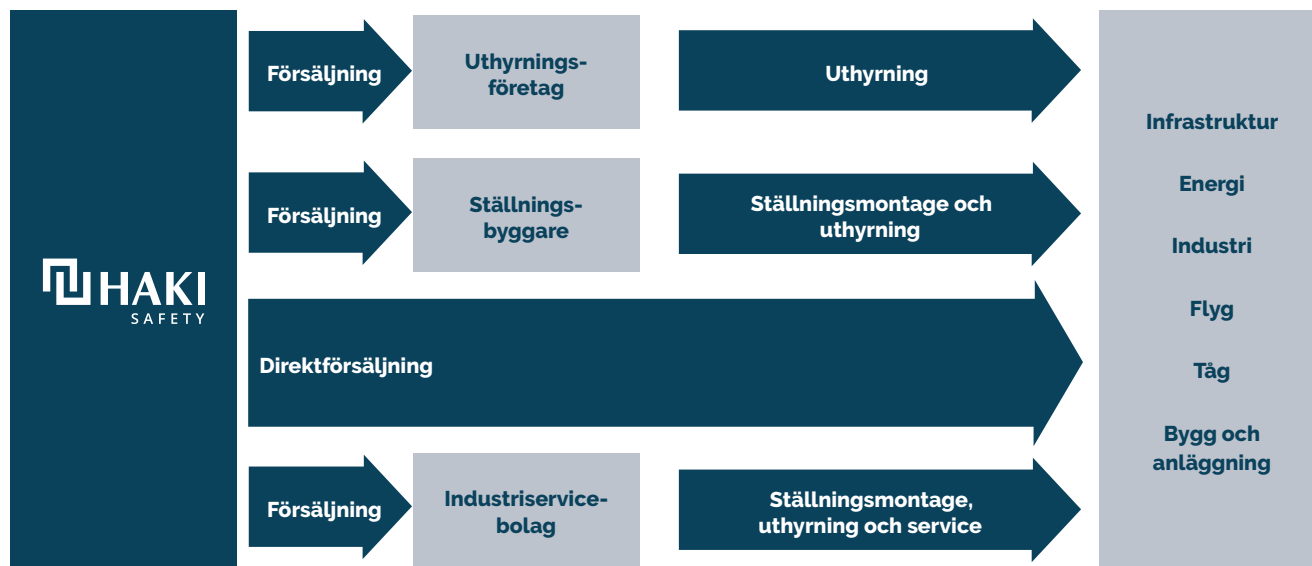 HAKI
SAFETY
Försäljning
Uthyrnings-
företag
Uthyrning
Försäljning
Ställnings-
byggare
Ställningsmontage och
uthyrning
Direktförsäljning
Försäljning
Industriservice-
bolag
Ställningsmontage,
uthyrning och service
Infrastruktur
Energi
Industri
Flyg
Tåg
Bygg och
anläggning